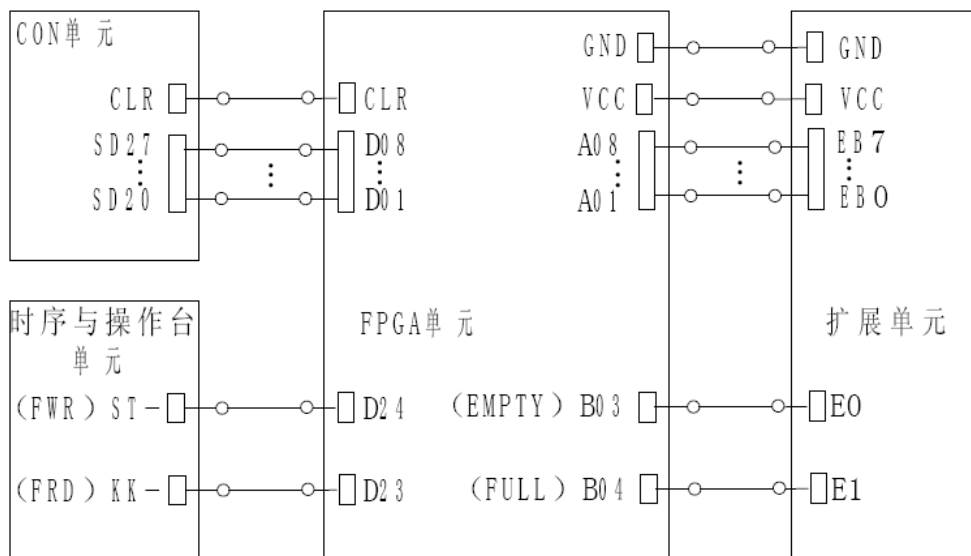 CON单元
CLR
SD27
SD20
CLR
D08
D01
GND
VCC
A08
A01
GND
VCC
EB7
EB0
时序与操作台
单元
(FWR) ST-
(FRD) KK-
FPGA单元
D24
D23
(EMPTY) B03
(FULL) B04
扩展单元
E0
E1